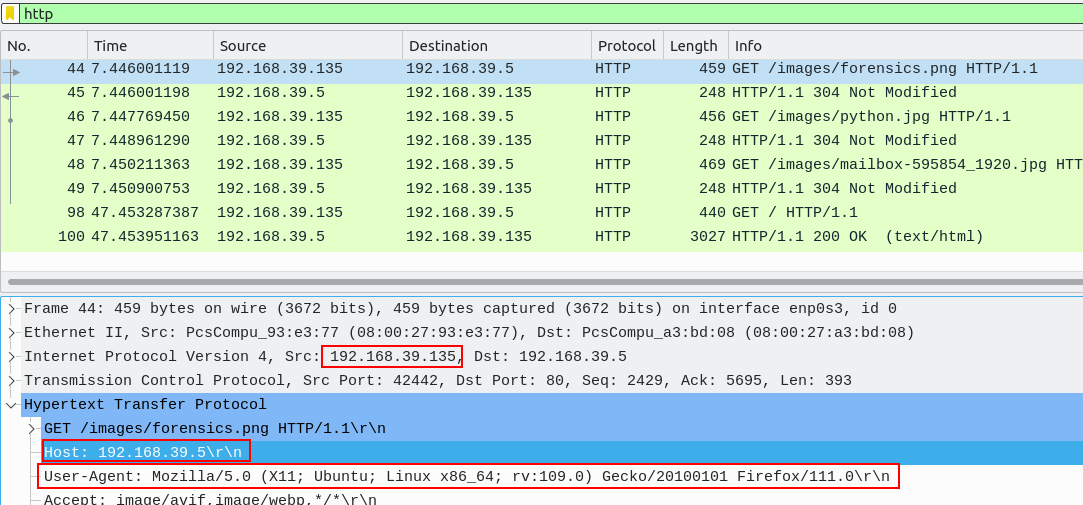 http
No. Time Source Destination Protocol Length Info
44 7.446001119 192.168.39.135 192.168.39.5 HTTP 459 GET /images/forensics.png HTTP/1.1
45 7.446001198 192.168.39.5 192.168.39.135 HTTP 248 HTTP/1.1 304 Not Modified
46 7.447769450 192.168.39.135 192.168.39.5 HTTP 456 GET /images/python.jpg HTTP/1.1
47 7.448961290 192.168.39.5 192.168.39.135 HTTP 248 HTTP/1.1 304 Not Modified
48 7.450211363 192.168.39.135 192.168.39.5 HTTP 469 GET /images/mailbox-595854_1920.jpg HTT
49 7.450900753 192.168.39.5 192.168.39.135 HTTP 248 HTTP/1.1 304 Not Modified
98 47.453287387 192.168.39.135 192.168.39.5 HTTP 440 GET / HTTP/1.1
100 47.453951163 192.168.39.5 192.168.39.135 HTTP 3027 HTTP/1.1 200 OK (text/html)
Frame 44: 459 bytes on wire (3672 bits), 459 bytes captured (3672 bits) on interface enp0s3, id 0
Ethernet II, Src: PcsCompu_93:e3:77 (08:00:27:93:e3:77), Dst: PcsCompu_a3:bd:08 (08:00:27:a3:bd:08)
Internet Protocol Version 4, Src: 192.168.39.135, Dst: 192.168.39.5
Transmission Control Protocol, Src Port: 42442, Dst Port: 80, Seq: 2429, Ack: 5695, Len: 393
Hypertext Transfer Protocol
GET /images/forensics.png HTTP/1.1\r\n
Host: 192.168.39.5\r\n
User-Agent: Mozilla/5.0 (X11; Ubuntu; Linux x86_64; rv:109.0) Gecko/20100101 Firefox/111.0\r\n
Accept: image/avif,image/webp,*/*\r\n